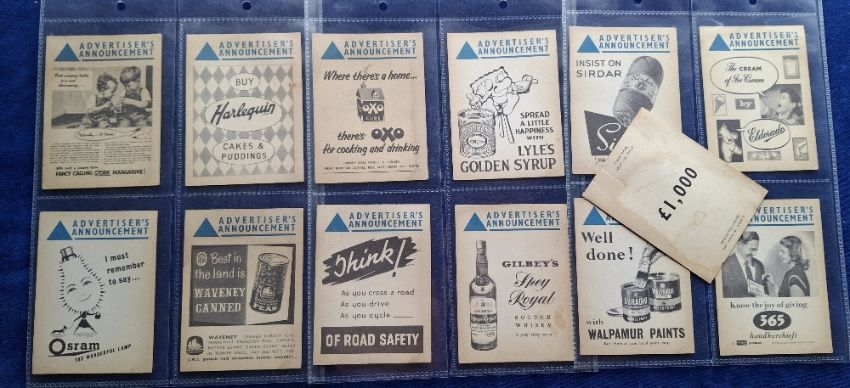 ADVERTISER'S
ANNOUNCEMENT
FANCY CALLING STORK MARGARINE!
ADVERTISER'S
ANNOUNCEMENT
BUY
Harlequin
CAKES &
PUDDINGS
ADVERTISER'S
ANNOUNCEMENT
Where there's a home...
OXO
CUBE
there's OXO
for cooking and drinking
ADVERTISER'S
ANNOUNCEMENT
SPREAD
A LITTLE
HAPPINESS
WITH
LYLE'S
GOLDEN SYRUP
ADVERTISER'S
ANNOUNCEMENT
INSIST ON
SIRDAR
ADVERTISER'S
ANNOUNCEMENT
The CREAM
of Ice Cream
by
Eldorado
£1,000
ADVERTISER'S
ANNOUNCEMENT
I must
remember
to say...
Osram
THE WONDERFUL LAMP
ADVERTISER'S
ANNOUNCEMENT
Best in
the land is
WAVENEY
CANNED
PEAS
WAVENEY
ADVERTISER'S
ANNOUNCEMENT
Think!
As you cross a road
As you drive
As you cycle
OF ROAD SAFETY
ADVERTISER'S
ANNOUNCEMENT
GILBEY'S
Spey
Royal
SCOTCH
WHISKY
Well
done!
with
WALPAMUR PAINTS
ADVERTISER'S
ANNOUNCEMENT
Know the joy of giving
365
handkerchiefs